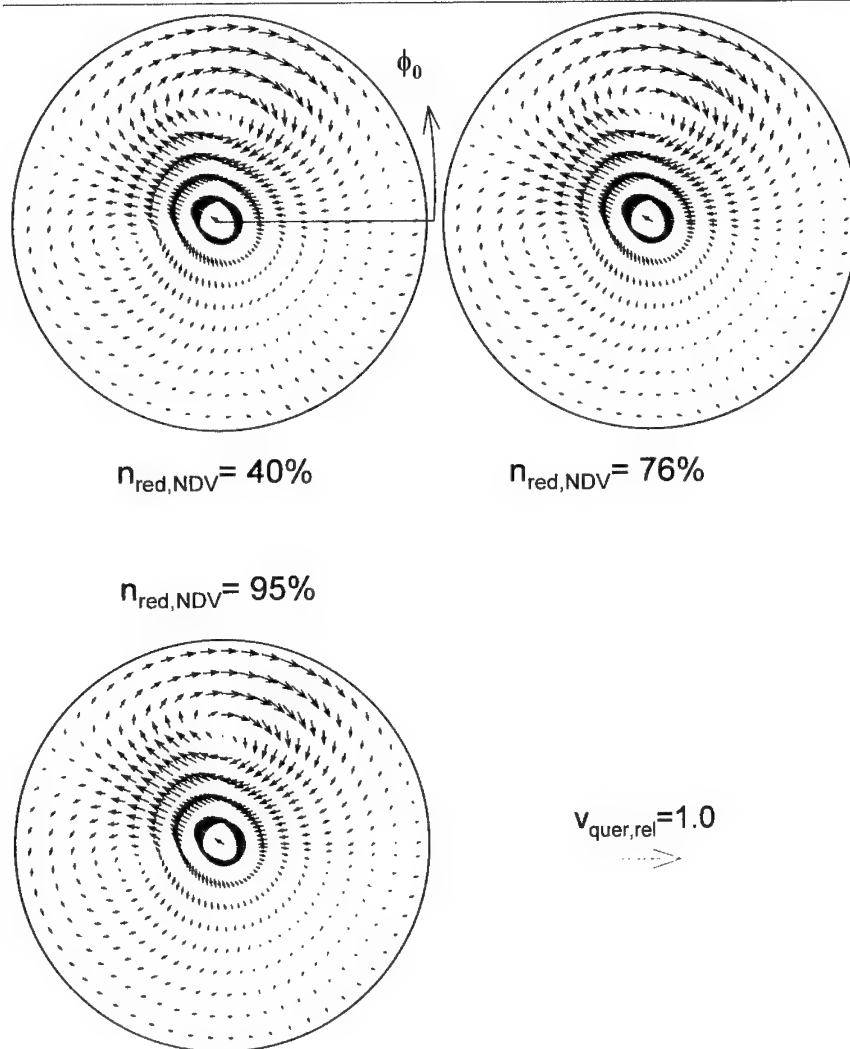 ϕ₀
n_red,NDV= 40%
n_red,NDV= 76%
n_red,NDV= 95%
v_quer,rel=1.0